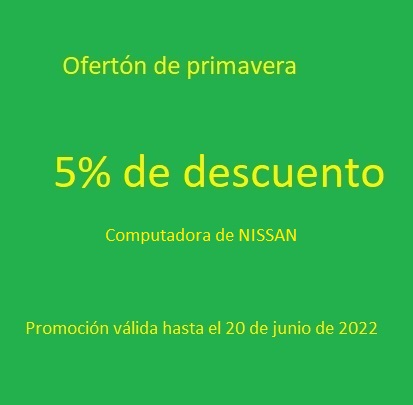 Ofertón de primavera
5% de descuento
Computadora de NISSAN
Promoción válida hasta el 20 de junio de 2022